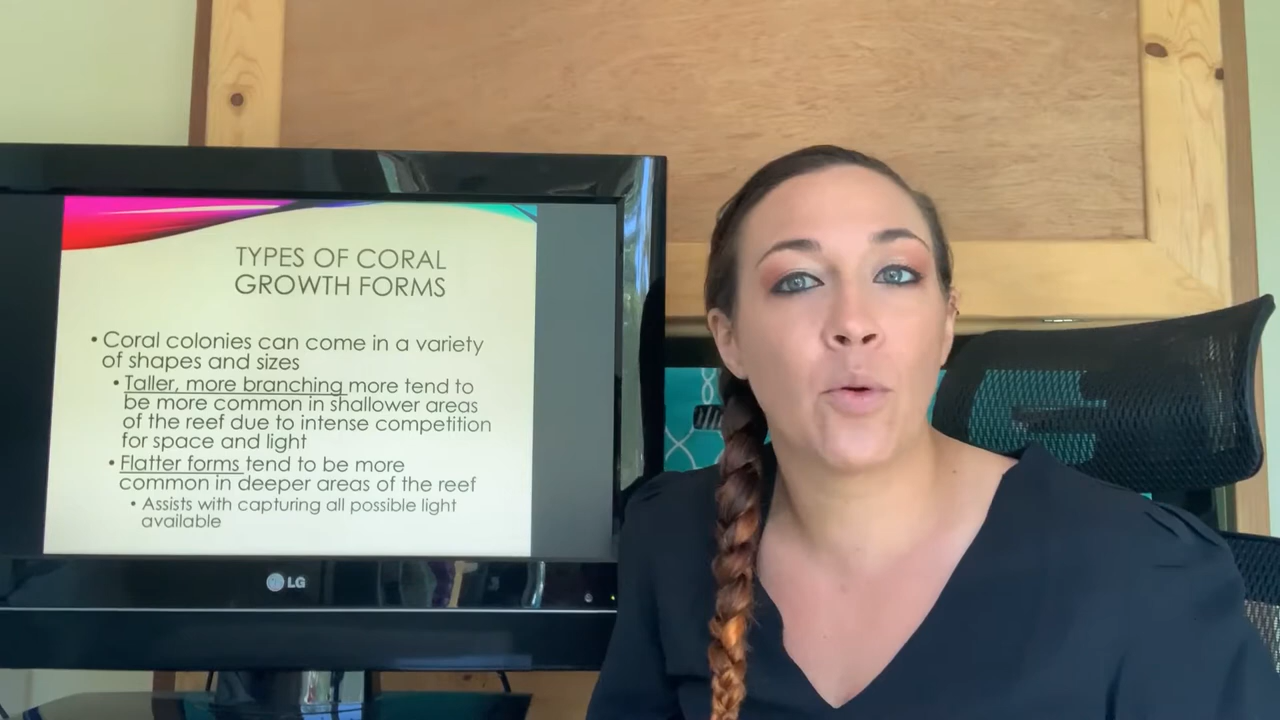 TYPES OF CORAL
GROWTH FORMS
• Coral colonies can come in a variety
of shapes and sizes
• Taller, more branching more tend to
be more common in shallower areas
of the reef due to intense competition
for space and light
• Flatter forms tend to be more
common in deeper areas of the reef
• Assists with capturing all possible light
available
LG